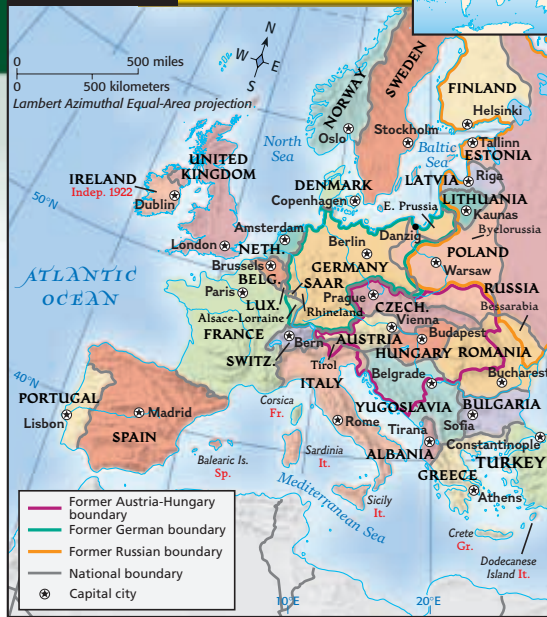 N
W
E
S
0 500 miles
0 500 kilometers
Lambert Azimuthal Equal-Area projection
NORWAY
SWEDEN
FINLAND
Helsinki
Oslo
Stockholm
Tallinn
ESTONIA
North
Sea
Baltic
Sea
UNITED
KINGDOM
IRELAND
Indep. 1922
Dublin
DENMARK
Copenhagen
LATVIA
Riga
LITHUANIA
Kaunas
E. Prussia
Danzig
Byelorussia
50°N
London
Amsterdam
NETH.
Berlin
GERMANY
POLAND
Warsaw
Brussels
BELG.
SAAR
RUSSIA
ATLANTIC
OCEAN
Paris
LUX.
Rhineland
Prague
CZECH.
Bessarabia
Alsace-Lorraine
FRANCE
Vienna
AUSTRIA
Budapest
Bern
SWITZ.
HUNGARY
ROMANIA
Tirol
Bucharest
40°N
ITALY
Belgrade
PORTUGAL
Lisbon
Madrid
SPAIN
Corsica
Fr.
Rome
YUGOSLAVIA
Sofia
BULGARIA
Tirana
ALBANIA
Constantinople
TURKEY
Balearic Is.
Sp.
Sardinia
It.
GREECE
Athens
Mediterranean Sea
Sicily
It.
Crete
Gr.
Dodecanese
Island It.
Former Austria-Hungary
boundary
Former German boundary
Former Russian boundary
National boundary
Capital city
10°E
20°E